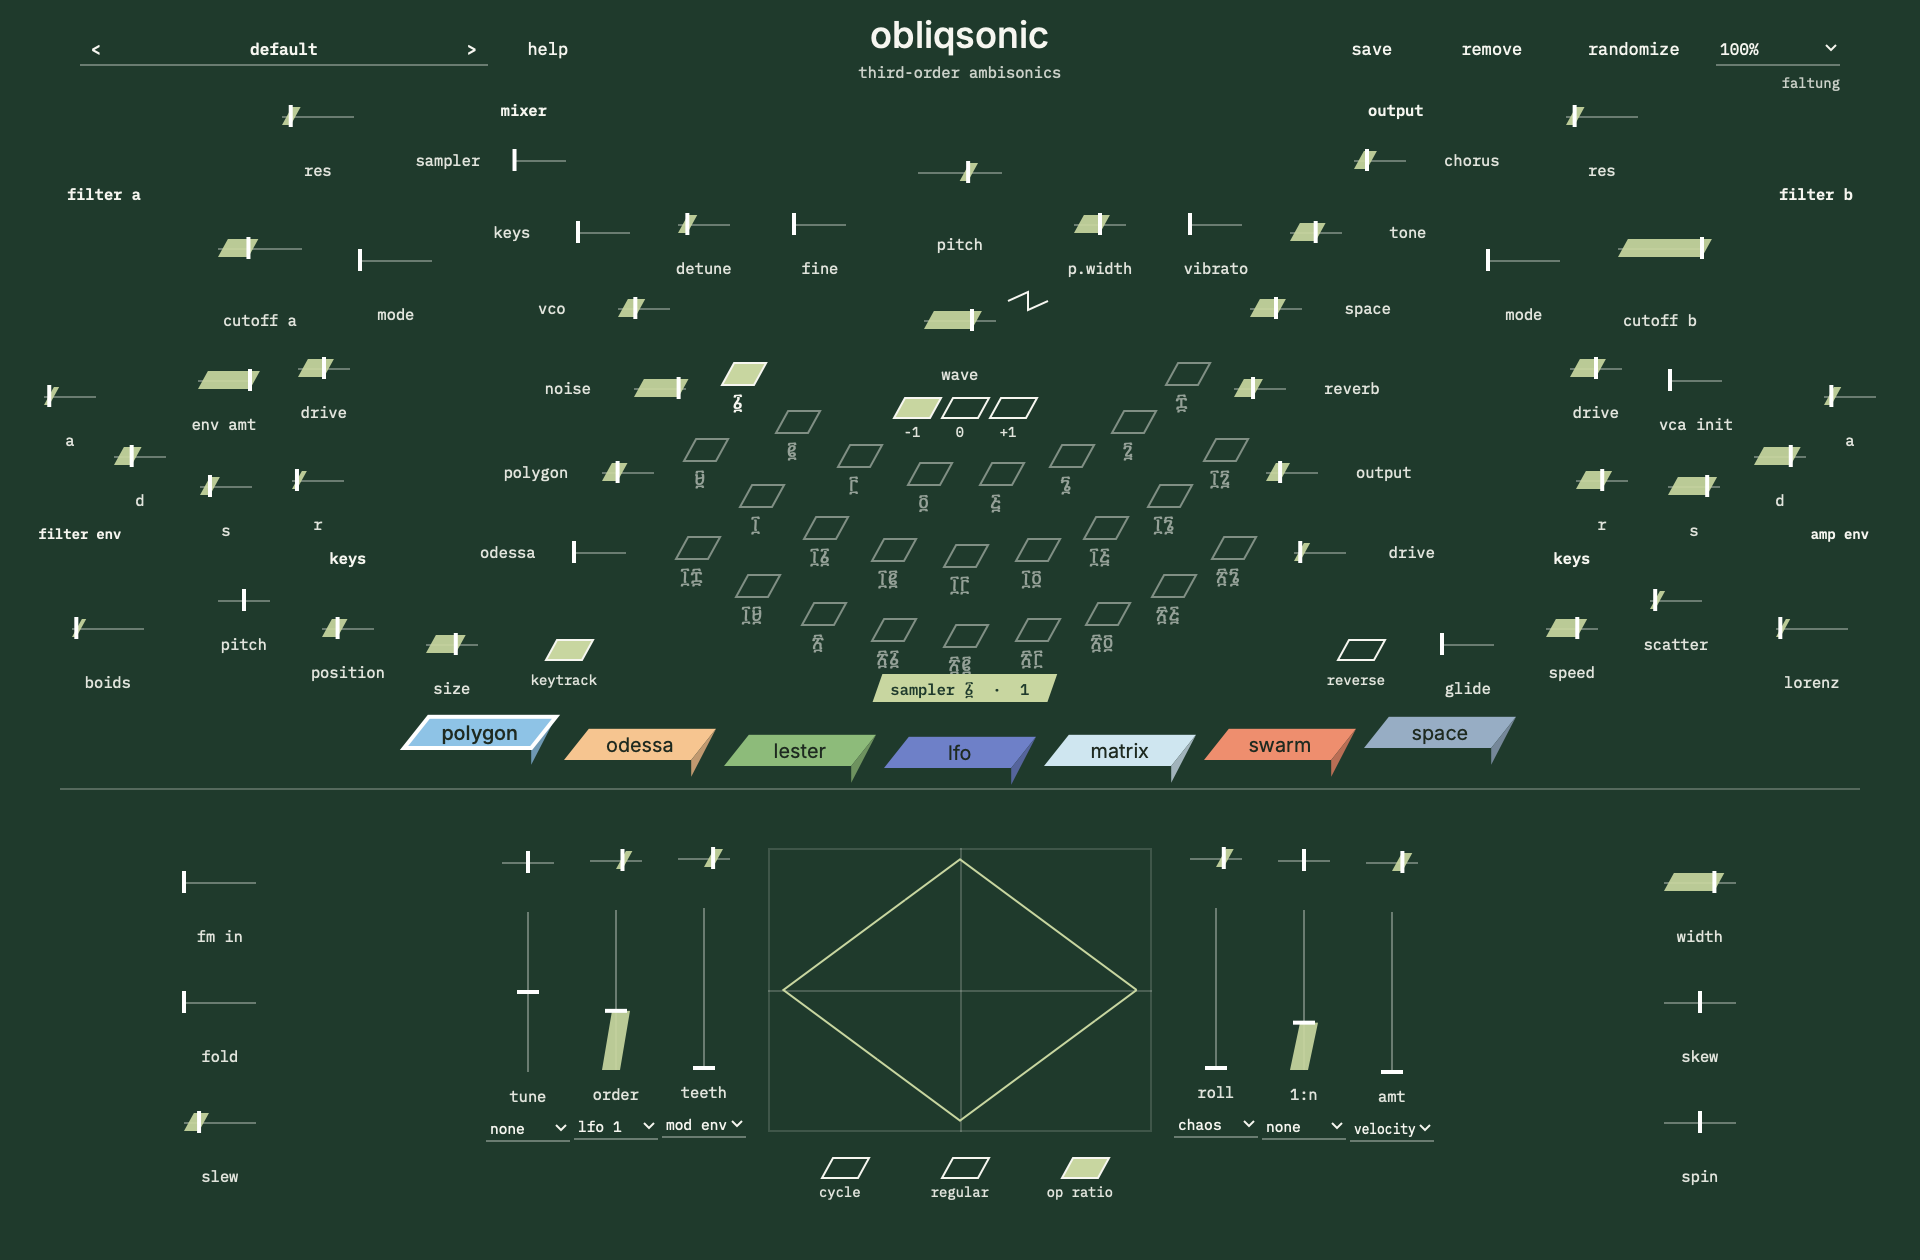 < default > help
obliqsonic
third-order ambisonics
save remove randomize 100%
faltung
mixer output
res sampler chorus res
filter a filter b
keys pitch tone
detune fine p.width vibrato
cutoff a mode vco space mode cutoff b
noise wave reverb
env amt drive drive vca init
-1 0 +1
a a
polygon output
d d
s r r s
filter env amp env
odessa drive
keys keys
pitch scatter
position speed
keytrack reverse
boids size glide lorenz
sampler · 1
polygon odessa lester lfo matrix swarm space
fm in width
fold skew
tune order teeth roll 1:n amt
none lfo 1 mod env chaos none velocity
slew spin
cycle regular op ratio